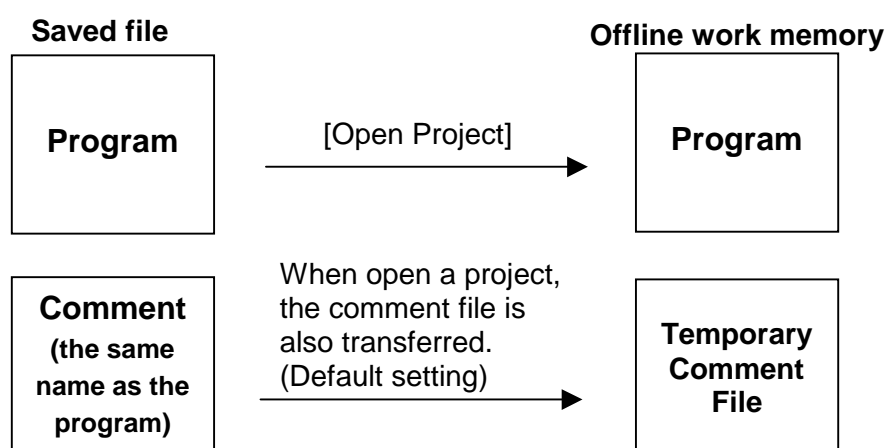 Saved file
Offline work memory
Program
[Open Project]
Program
Comment
(the same
name as the
program)
When open a project,
the comment file is
also transferred.
(Default setting)
Temporary
Comment
File